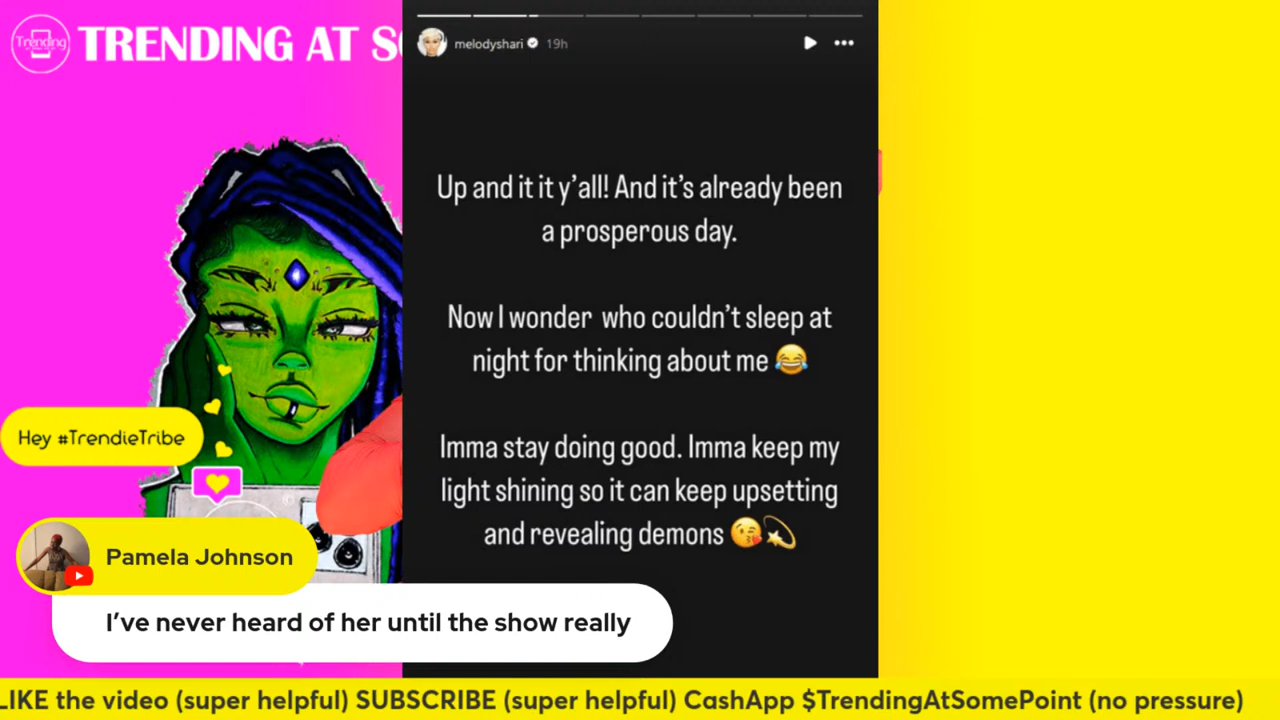 Trending
TRENDING AT S
melodyshari 19h
Up and it it y'all! And it's already been
a prosperous day.
Now I wonder who couldn't sleep at
night for thinking about me 😂
Imma stay doing good. Imma keep my
light shining so it can keep upsetting
and revealing demons 😘💫
Hey #TrendieTribe
Pamela Johnson
I've never heard of her until the show really
LIKE the video (super helpful) SUBSCRIBE (super helpful) CashApp $TrendingAtSomePoint (no pressure)